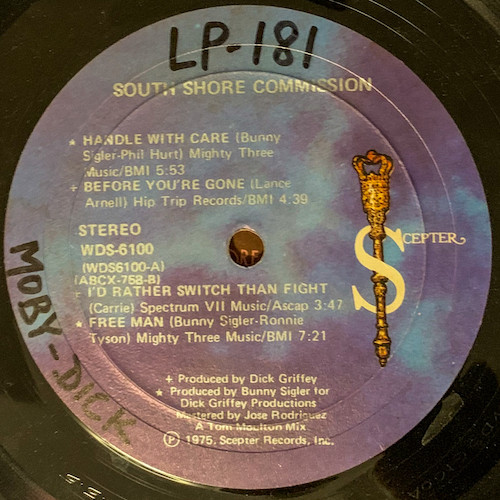 LP-181
SOUTH SHORE COMMISSION
★ HANDLE WITH CARE (Bunny
Sigler-Phil Hurt) Mighty Three
Music/BMI 5:53
+ BEFORE YOU'RE GONE (Lance
Arnell) Hip Trip Records/BMI 4:39
STEREO
WDS-6100
(WDS6100-A)
(ABCX-758-B)
I'D RATHER SWITCH THAN FIGHT
(Carrie) Spectrum VII Music/Ascap 3:47
★ FREE MAN (Bunny Sigler-Ronnie
Tyson) Mighty Three Music/BMI 7:21
SCEPTER
MOBY-DICK
+ Produced by Dick Griffey
★ Produced by Bunny Sigler for
Dick Griffey Productions
Mastered by Jose Rodriguez
A Tom Moulton Mix
Ⓟ 1975, Scepter Records, Inc.